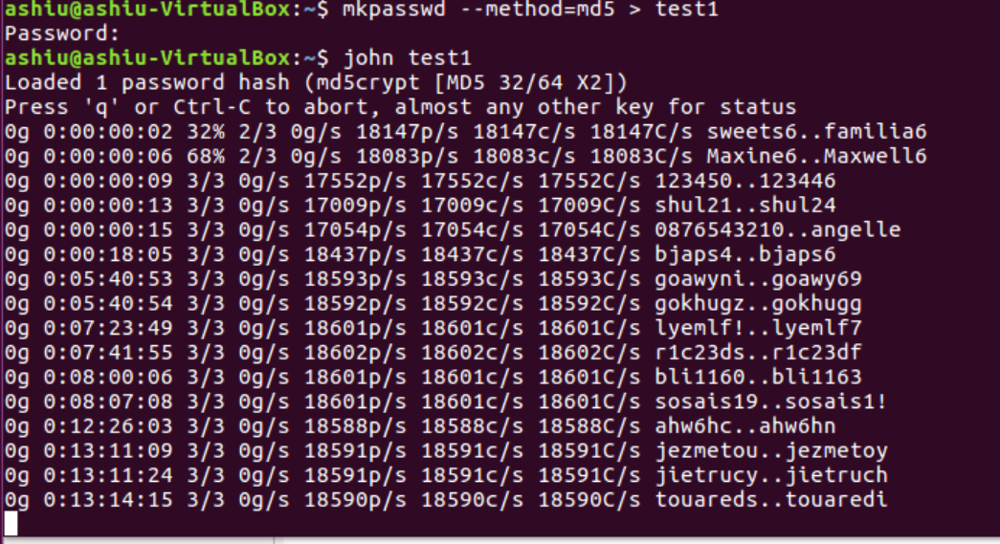 ashiu@ashiu-VirtualBox:~$ mkpasswd --method=md5 > test1
Password:
ashiu@ashiu-VirtualBox:~$ john test1
Loaded 1 password hash (md5crypt [MD5 32/64 X2])
Press 'q' or Ctrl-C to abort, almost any other key for status
0g 0:00:00:02 32% 2/3 0g/s 18147p/s 18147c/s 18147C/s sweets6..familia6
0g 0:00:00:06 68% 2/3 0g/s 18083p/s 18083c/s 18083C/s Maxine6..Maxwell6
0g 0:00:00:09 3/3 0g/s 17552p/s 17552c/s 17552C/s 123450..123446
0g 0:00:00:13 3/3 0g/s 17009p/s 17009c/s 17009C/s shul21..shul24
0g 0:00:00:15 3/3 0g/s 17054p/s 17054c/s 17054C/s 0876543210..angelle
0g 0:00:18:05 3/3 0g/s 18437p/s 18437c/s 18437C/s bjaps4..bjaps6
0g 0:05:40:53 3/3 0g/s 18593p/s 18593c/s 18593C/s goawyni..goawy69
0g 0:05:40:54 3/3 0g/s 18592p/s 18592c/s 18592C/s gokhugz..gokhugg
0g 0:07:23:49 3/3 0g/s 18601p/s 18601c/s 18601C/s lyemlf!..lyemlf7
0g 0:07:41:55 3/3 0g/s 18602p/s 18602c/s 18602C/s r1c23ds..r1c23df
0g 0:08:00:06 3/3 0g/s 18601p/s 18601c/s 18601C/s bli1160..bli1163
0g 0:08:07:08 3/3 0g/s 18601p/s 18601c/s 18601C/s sosais19..sosais1!
0g 0:12:26:03 3/3 0g/s 18588p/s 18588c/s 18588C/s ahw6hc..ahw6hn
0g 0:13:11:09 3/3 0g/s 18591p/s 18591c/s 18591C/s jezmetou..jezmetoy
0g 0:13:11:24 3/3 0g/s 18591p/s 18591c/s 18591C/s jietrucy..jietruch
0g 0:13:14:15 3/3 0g/s 18590p/s 18590c/s 18590C/s touareds..touaredi